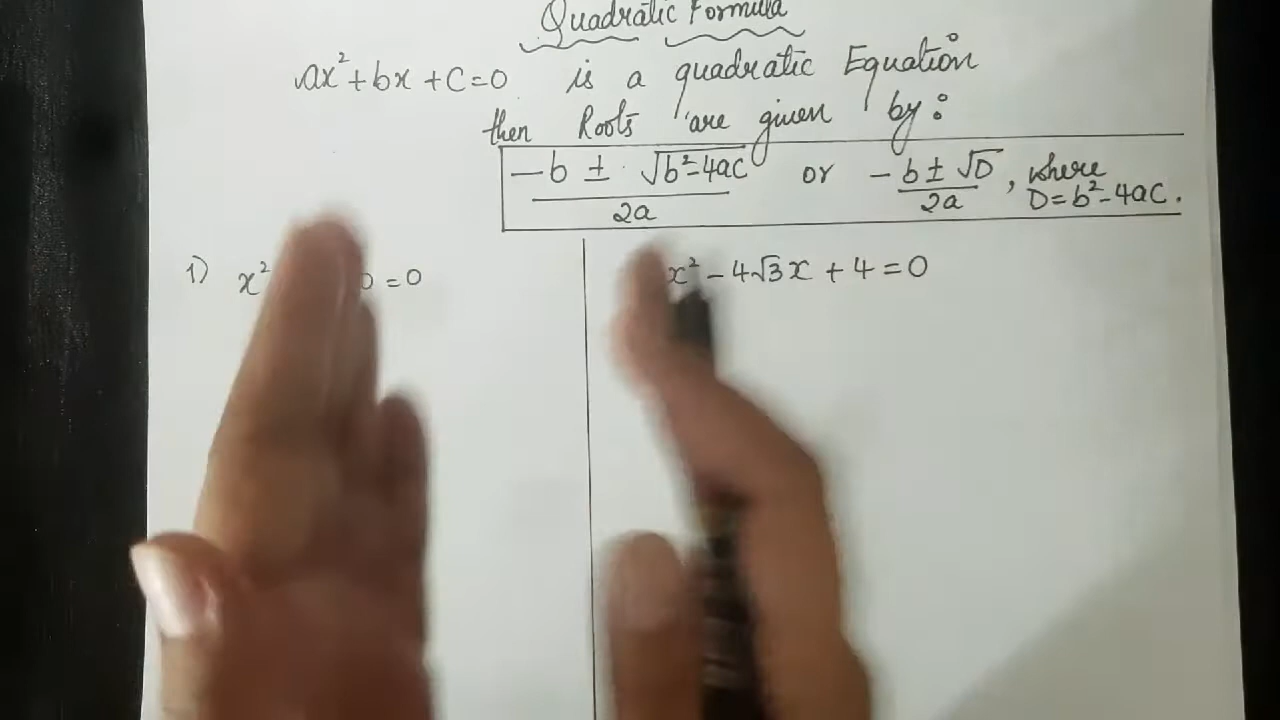 Quadratic Formula
ax²+bx+c=0 is a quadratic Equation
then Roots are given by:
-b ± √b²-4ac / 2a or -b ± √D / 2a, where D=b²-4ac.
1) x² 0 =0
x² - 4√3x + 4 = 0